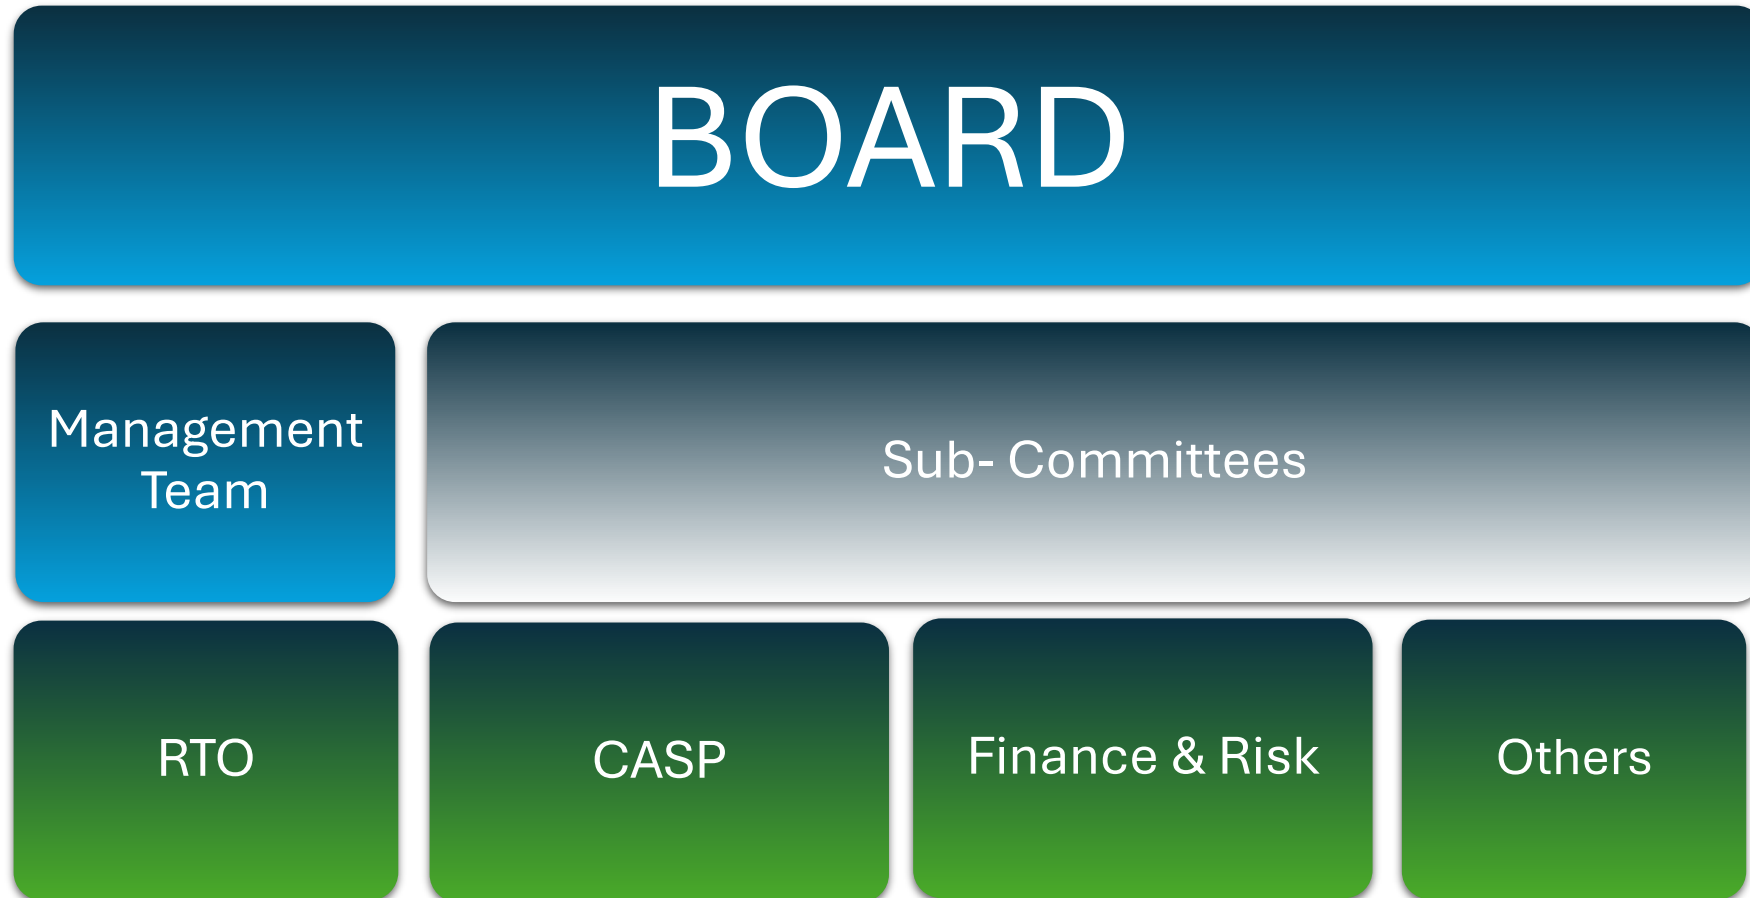 BOARD
Management
Team
Sub- Committees
RTO
CASP
Finance & Risk
Others